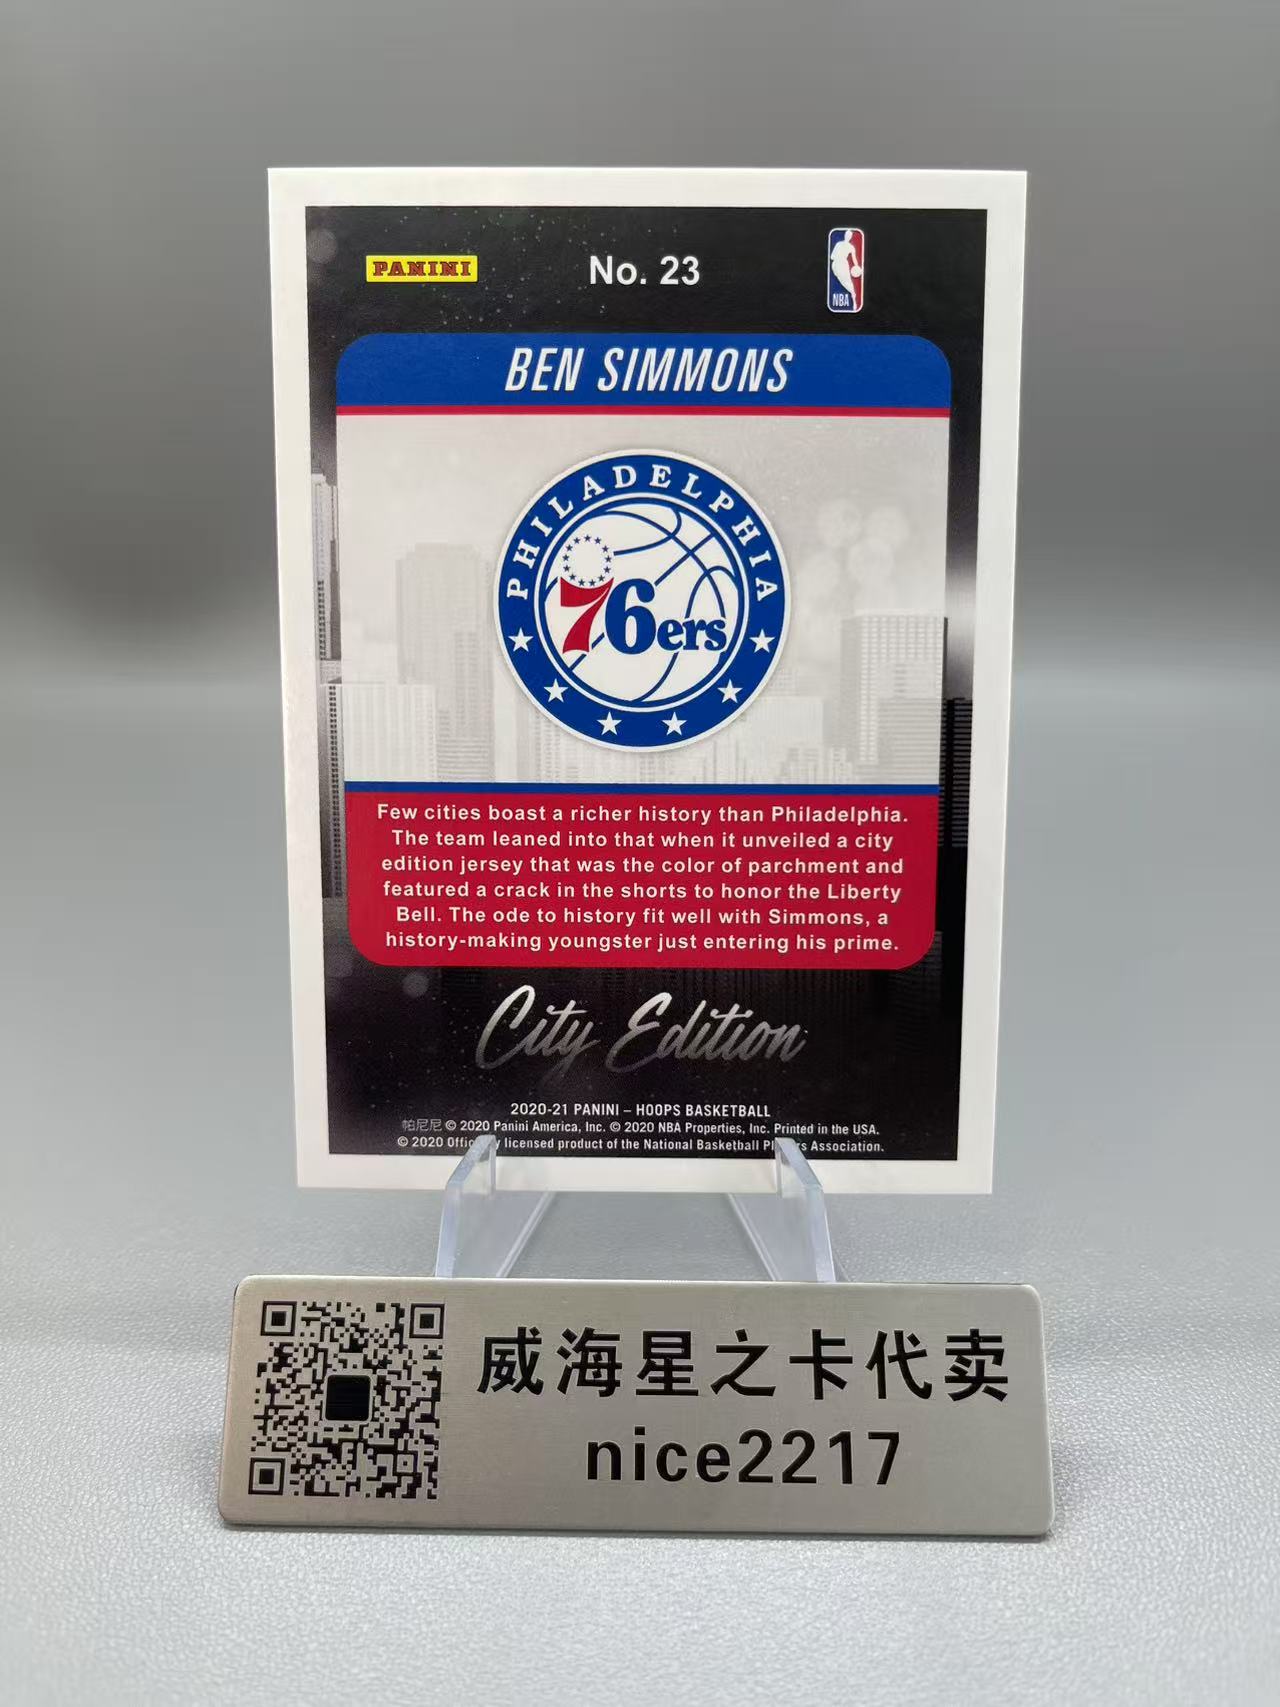 PANINI
No. 23
NBA
BEN SIMMONS
PHILADELPHIA
76ers
Few cities boast a richer history than Philadelphia.
The team leaned into that when it unveiled a city
edition jersey that was the color of parchment and
featured a crack in the shorts to honor the Liberty
Bell. The ode to history fit well with Simmons, a
history-making youngster just entering his prime.
City Edition
2020-21 PANINI – HOOPS BASKETBALL
帕尼尼 © 2020 Panini America, Inc. © 2020 NBA Properties, Inc. Printed in the USA.
© 2020 Officially licensed product of the National Basketball Players Association.
威海星之卡代卖
nice2217